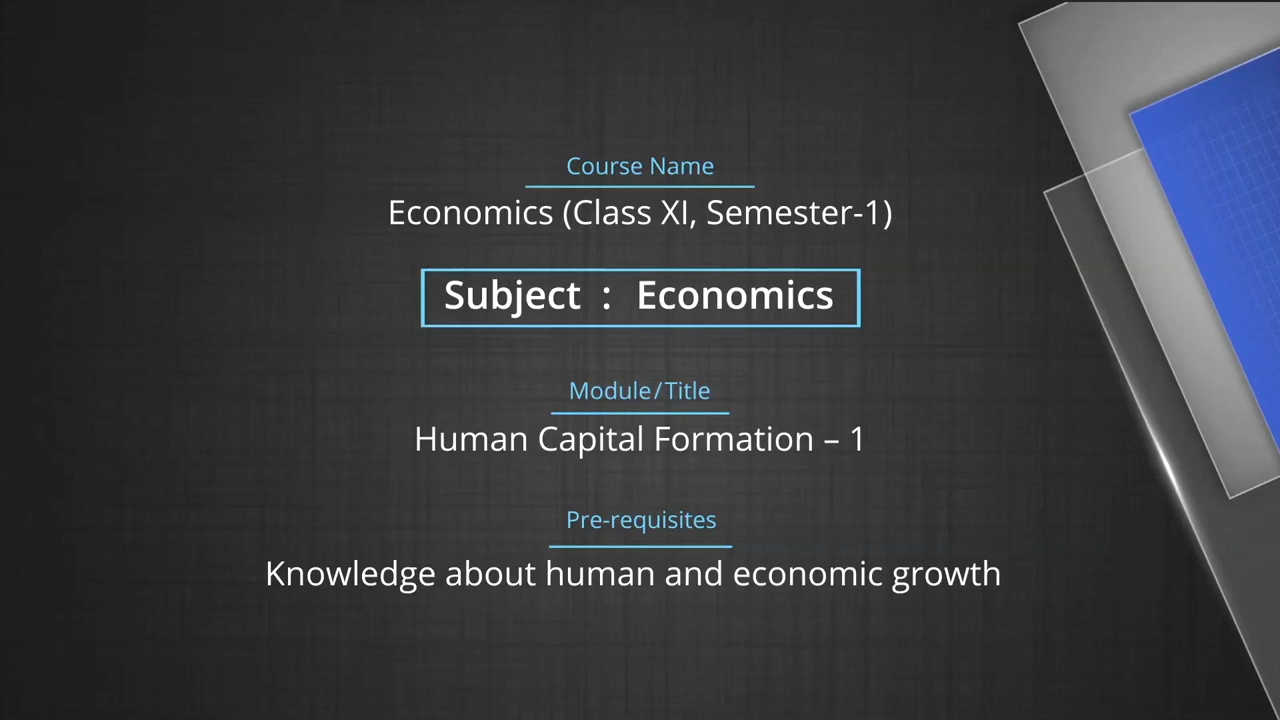 Course Name
Economics (Class XI, Semester-1)
Subject : Economics
Module/Title
Human Capital Formation – 1
Pre-requisites
Knowledge about human and economic growth